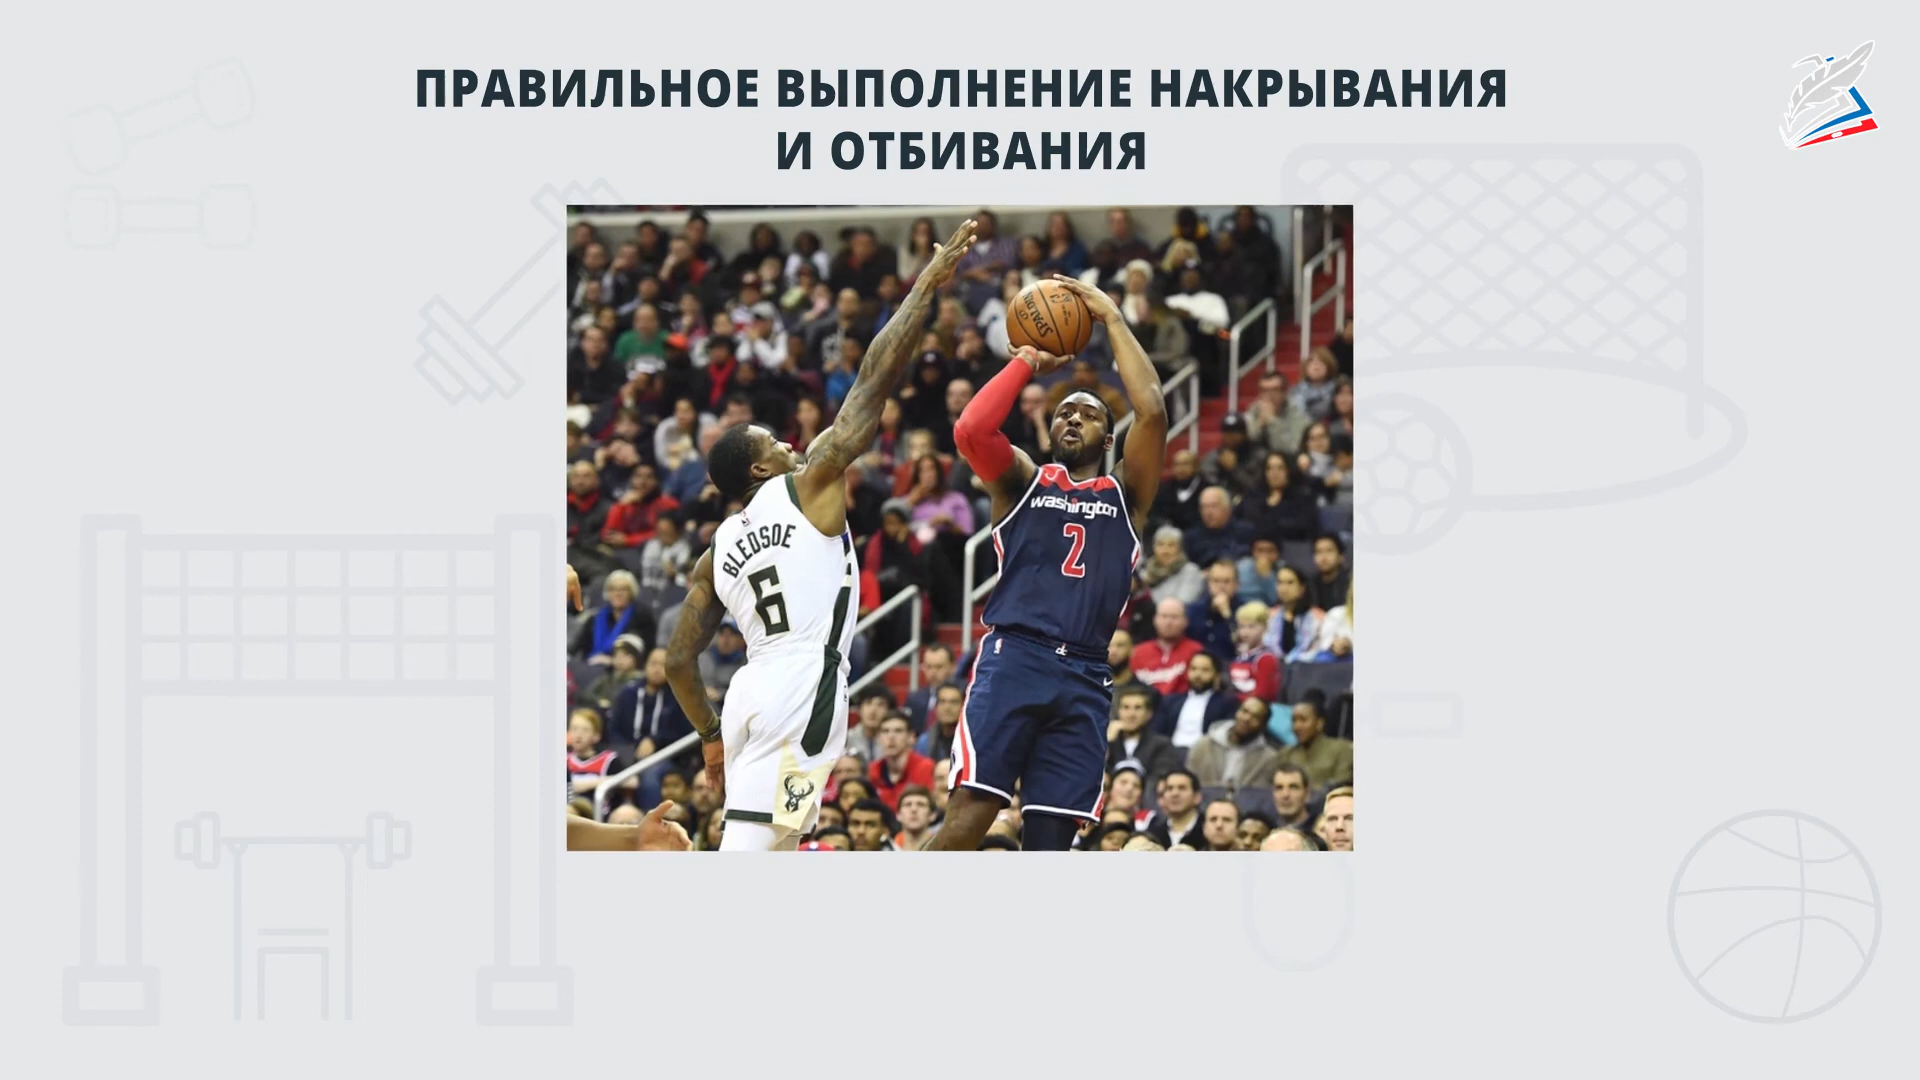 ПРАВИЛЬНОЕ ВЫПОЛНЕНИЕ НАКРЫВАНИЯ
И ОТБИВАНИЯ
SPALDING
washington
2
BLEDSOE
6